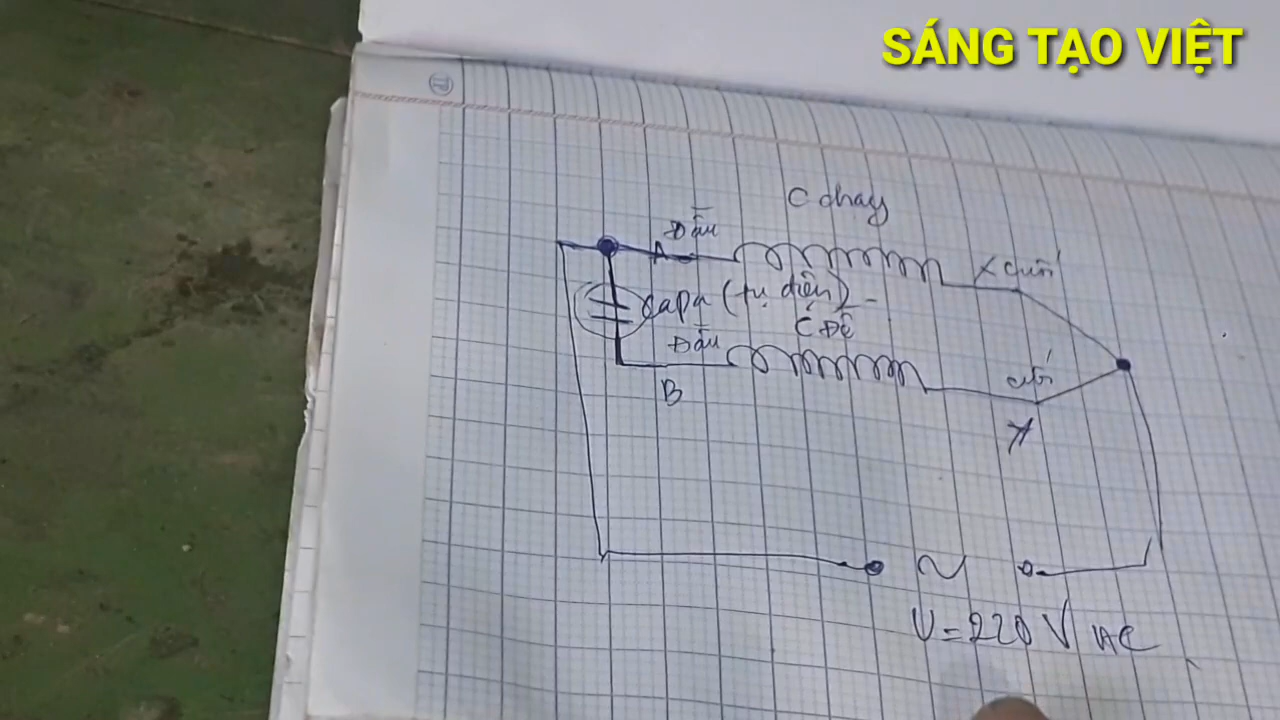 SÁNG TẠO VIỆT
C chạy
Đầu
A
X cuối
Capa (tụ điện)
C Đề
Đầu
cuối
B
Y
U = 220 V AC